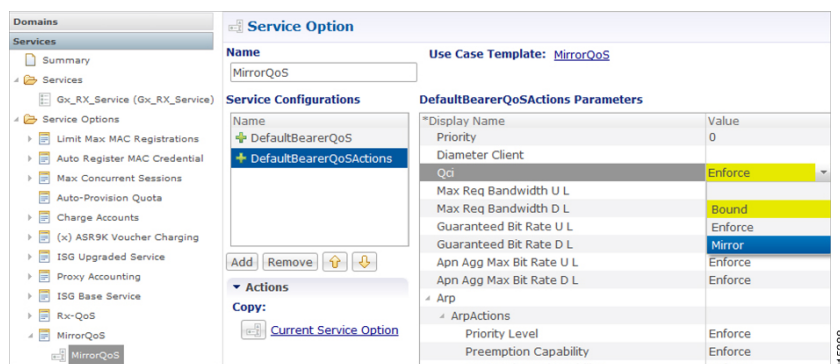 Domains
Services
Summary
Services
Gx_RX_Service (Gx_RX_Service)
Service Options
Limit Max MAC Registrations
Auto Register MAC Credential
Max Concurrent Sessions
Auto-Provision Quota
Charge Accounts
(x) ASR9K Voucher Charging
ISG Upgraded Service
Proxy Accounting
ISG Base Service
Rx-QoS
MirrorQoS
MirrorQoS
Service Option
Name
MirrorQoS
Use Case Template: MirrorQoS
Service Configurations
Name
DefaultBearerQoS
DefaultBearerQoSActions
Add Remove
Actions
Copy:
Current Service Option
DefaultBearerQoSActions Parameters
*Display Name Value
Priority 0
Diameter Client
Qci Enforce
Max Req Bandwidth U L
Max Req Bandwidth D L Bound
Guaranteed Bit Rate U L Enforce
Guaranteed Bit Rate D L Mirror
Apn Agg Max Bit Rate U L Enforce
Apn Agg Max Bit Rate D L Enforce
Arp
ArpActions
Priority Level Enforce
Preemption Capability Enforce